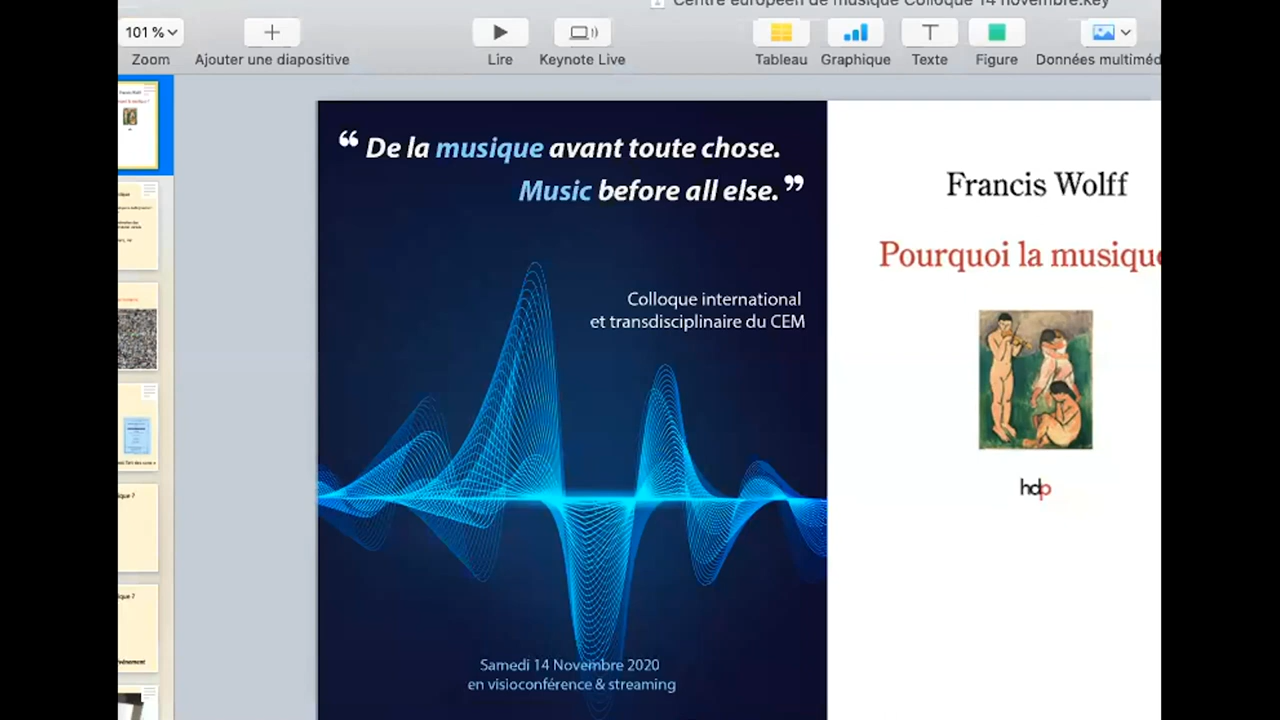 Centre européen de musique Colloque 14 novembre.key
101 %
Zoom
Ajouter une diapositive
Lire
Keynote Live
Tableau
Graphique
Texte
Figure
Données multiméd
“ De la musique avant toute chose.
Music before all else.”
Colloque international
et transdisciplinaire du CEM
Samedi 14 Novembre 2020
en visioconférence & streaming
Francis Wolff
Pourquoi la musique
hdp